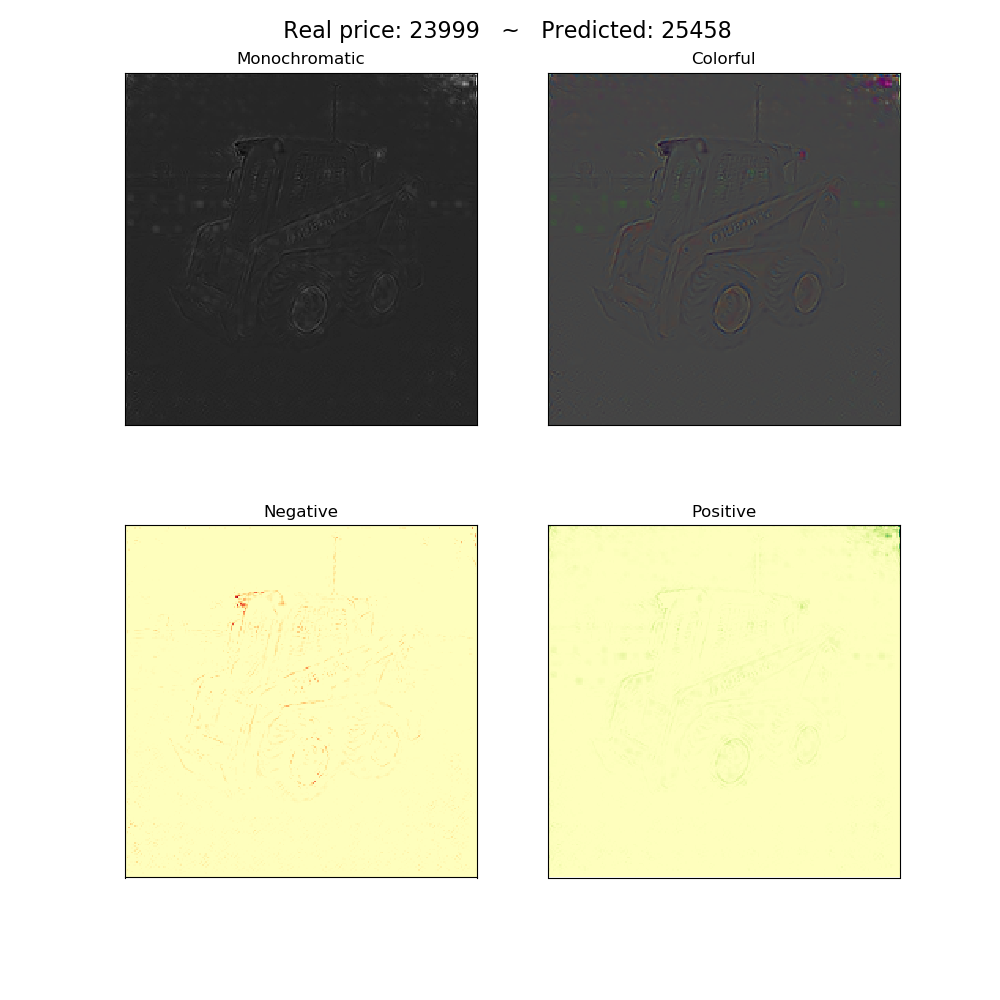 Real price: 23999 ~ Predicted: 25458
Monochromatic Colorful
Negative Positive